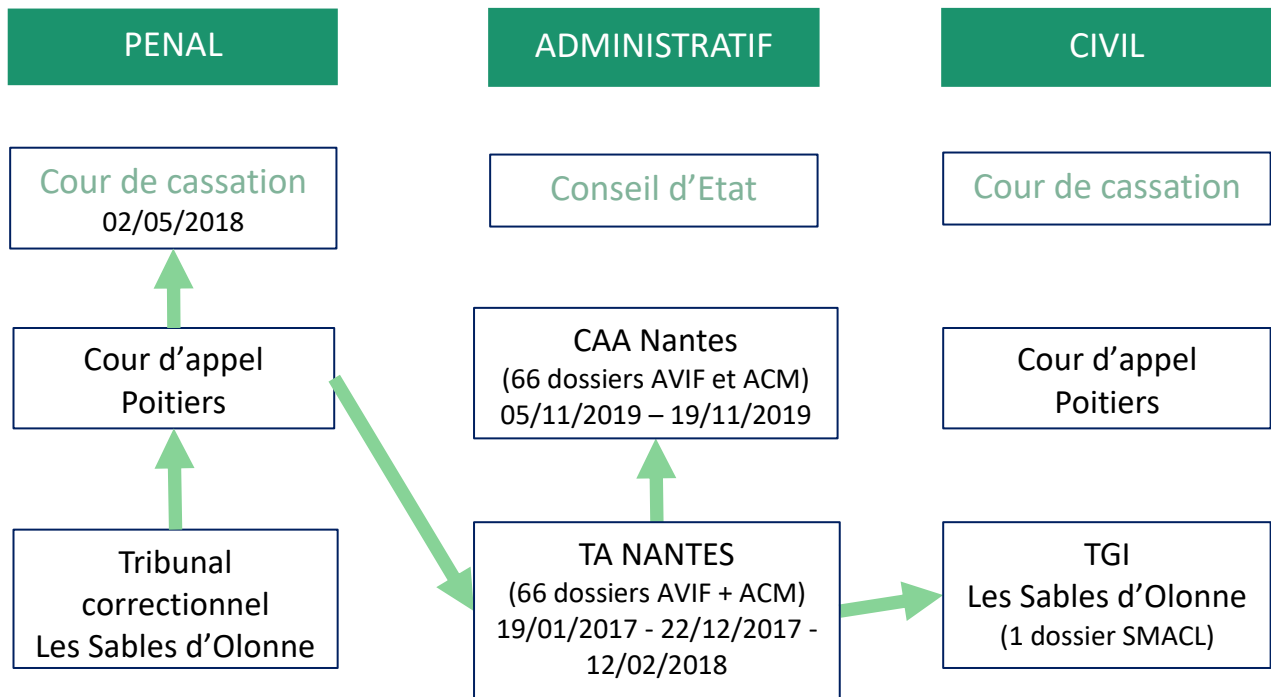 PENAL
ADMINISTRATIF
CIVIL
Cour de cassation
02/05/2018
Conseil d’Etat
Cour de cassation
Cour d’appel
Poitiers
CAA Nantes
(66 dossiers AVIF et ACM)
05/11/2019 – 19/11/2019
Cour d’appel
Poitiers
Tribunal
correctionnel
Les Sables d’Olonne
TA NANTES
(66 dossiers AVIF + ACM)
19/01/2017 - 22/12/2017 -
12/02/2018
TGI
Les Sables d’Olonne
(1 dossier SMACL)